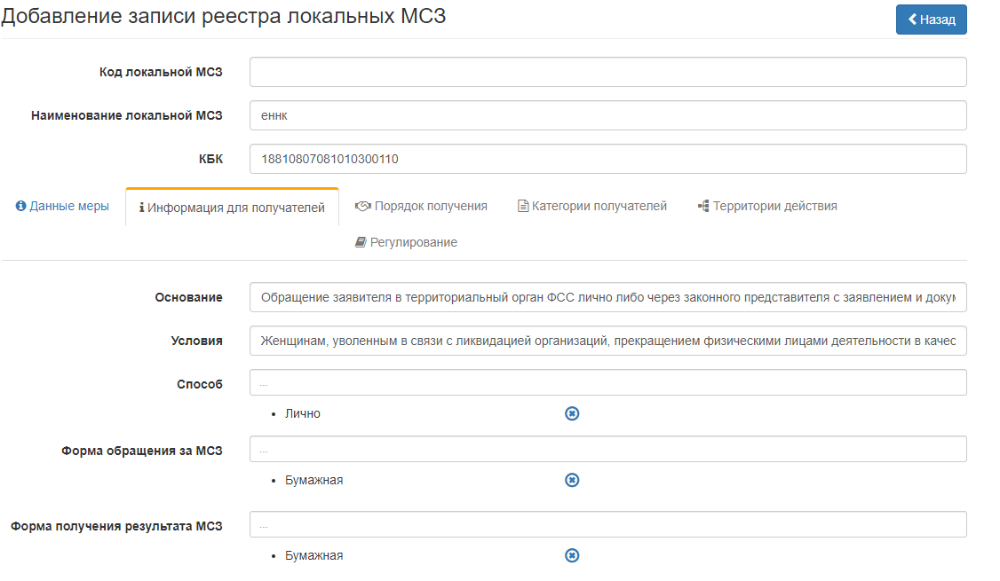 Добавление записи реестра локальных МСЗ
Назад
Код локальной МСЗ
Наименование локальной МСЗ
еннк
КБК
18810807081010300110
Данные меры
Информация для получателей
Порядок получения
Категории получателей
Территории действия
Регулирование
Основание
Обращение заявителя в территориальный орган ФСС лично либо через законного представителя с заявлением и докум
Условия
Женщинам, уволенным в связи с ликвидацией организаций, прекращением физическими лицами деятельности в качес
Способ
...
• Лично
Форма обращения за МСЗ
...
• Бумажная
Форма получения результата МСЗ
...
• Бумажная